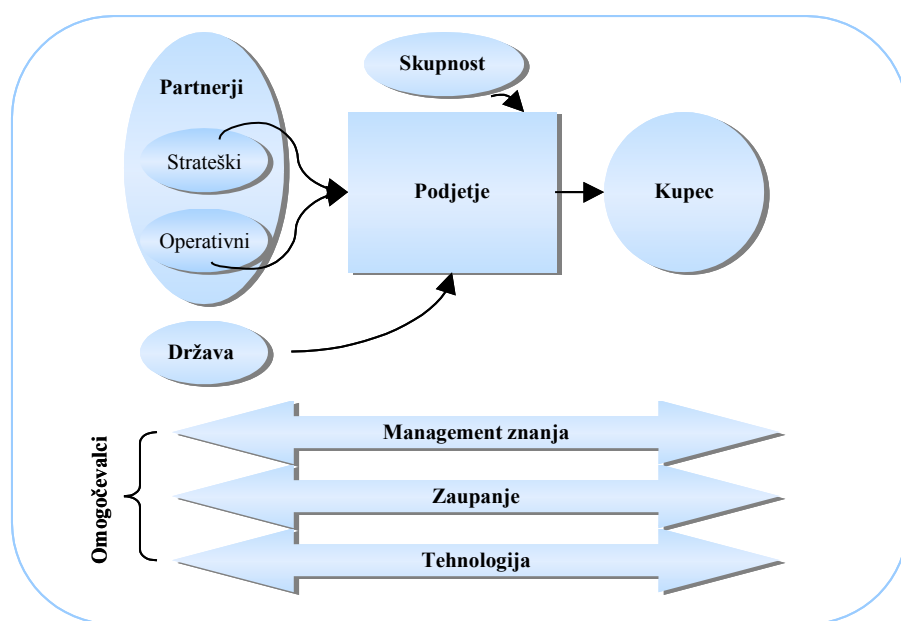 Skupnost
Partnerji
Strateški
Podjetje
Kupec
Operativni
Država
Omogočevalci
Management znanja
Zaupanje
Tehnologija